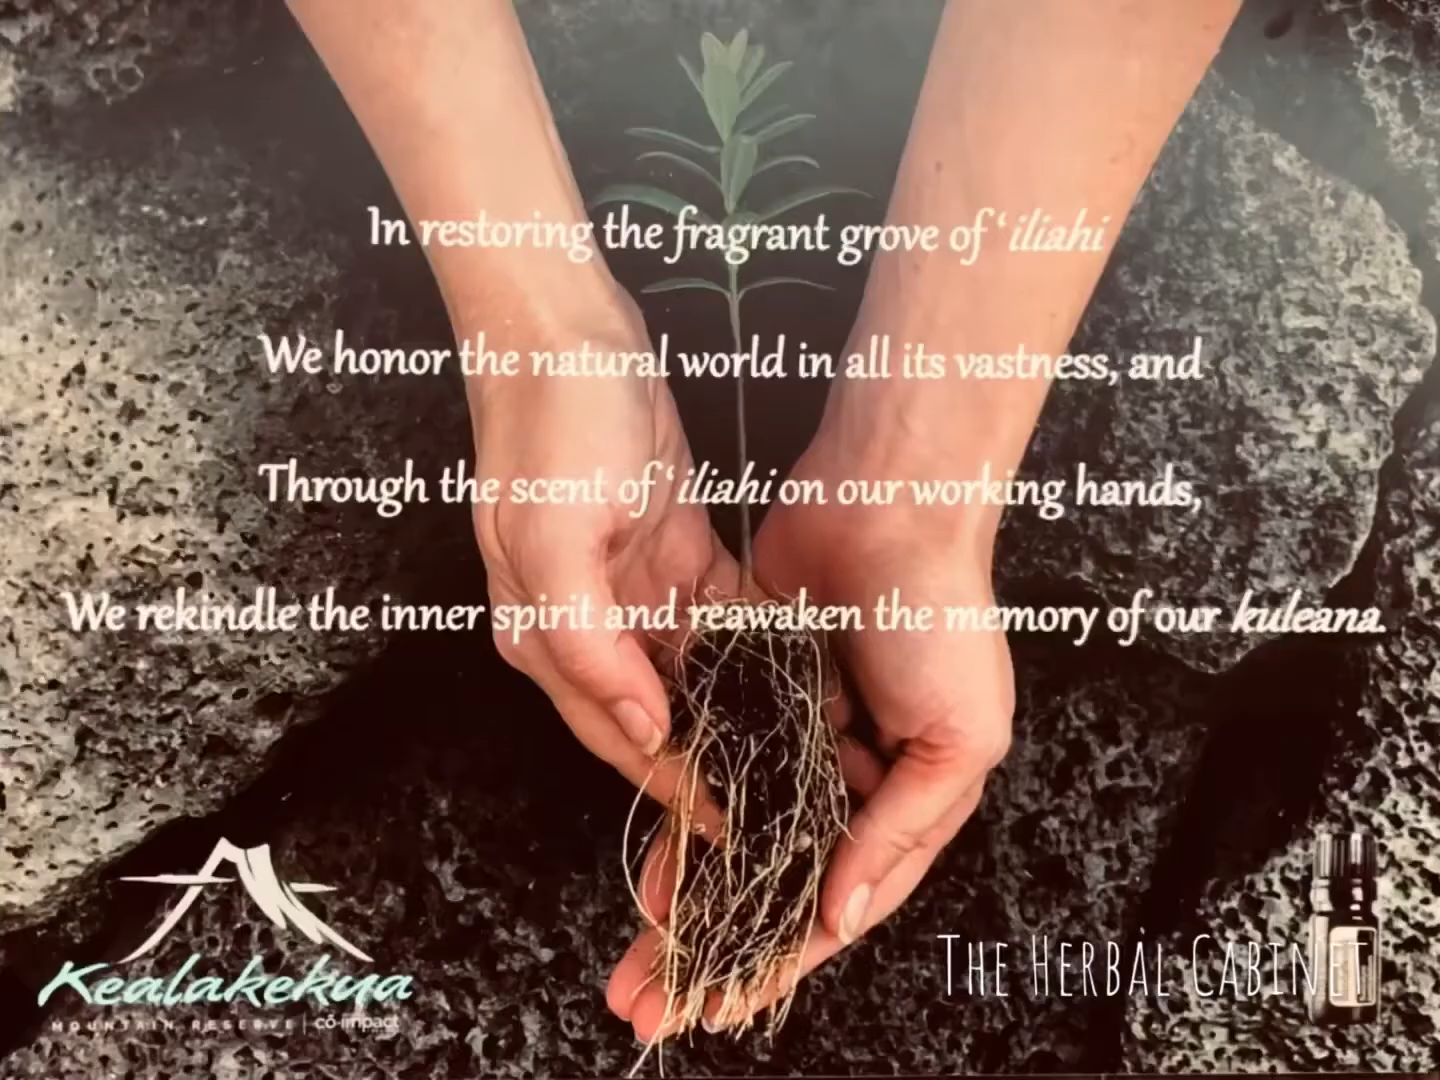 In restoring the fragrant grove of ‘iliahi
We honor the natural world in all its vastness, and
Through the scent of ‘iliahi on our working hands,
We rekindle the inner spirit and reawaken the memory of our kuleana.
Kealakekua
MOUNTAIN RESERVE | cō-impact
THE HERBAL CABINET